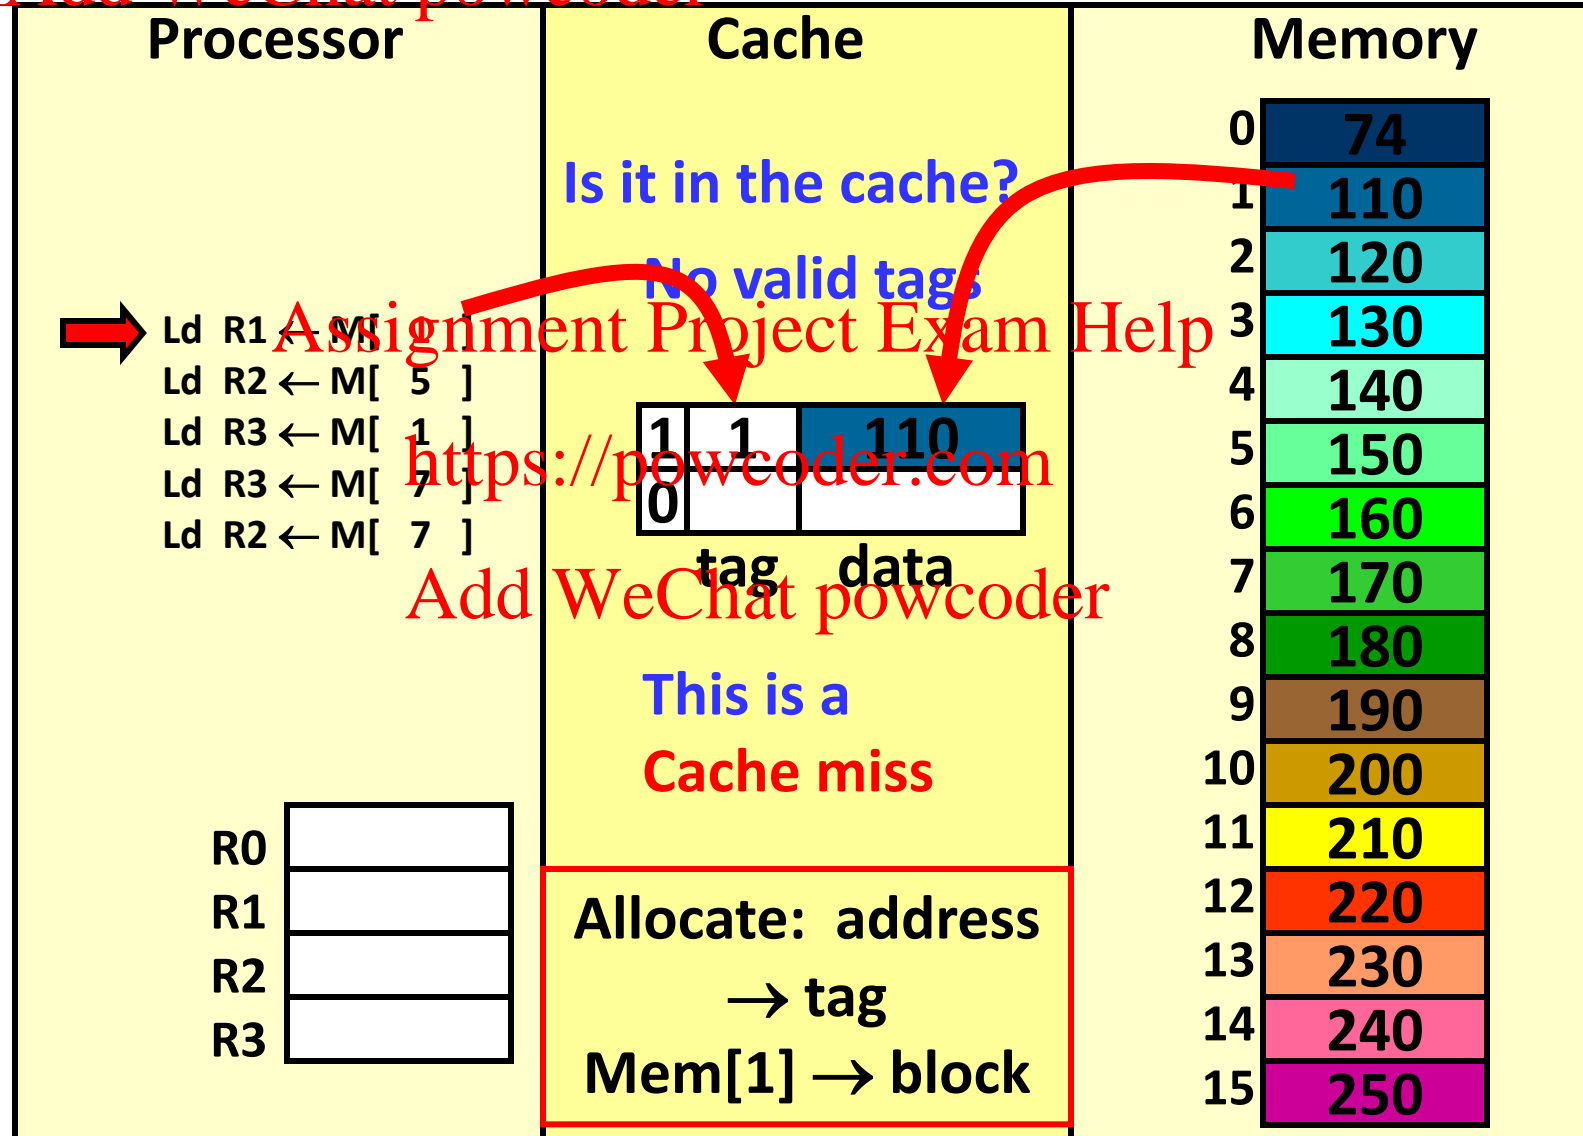 Add WeChat powcoder
Processor
Cache
Memory
Is it in the cache?
No valid tags
Assignment Project Exam Help
Ld R1 ← M[ 1 ]
Ld R2 ← M[ 5 ]
Ld R3 ← M[ 1 ]
Ld R3 ← M[ 7 ]
Ld R2 ← M[ 7 ]
https://powcoder.com
1 1 110
0
tag data
Add WeChat powcoder
This is a
Cache miss
R0
R1
R2
R3
Allocate: address
→ tag
Mem[1] → block
0 74
1 110
2 120
3 130
4 140
5 150
6 160
7 170
8 180
9 190
10 200
11 210
12 220
13 230
14 240
15 250